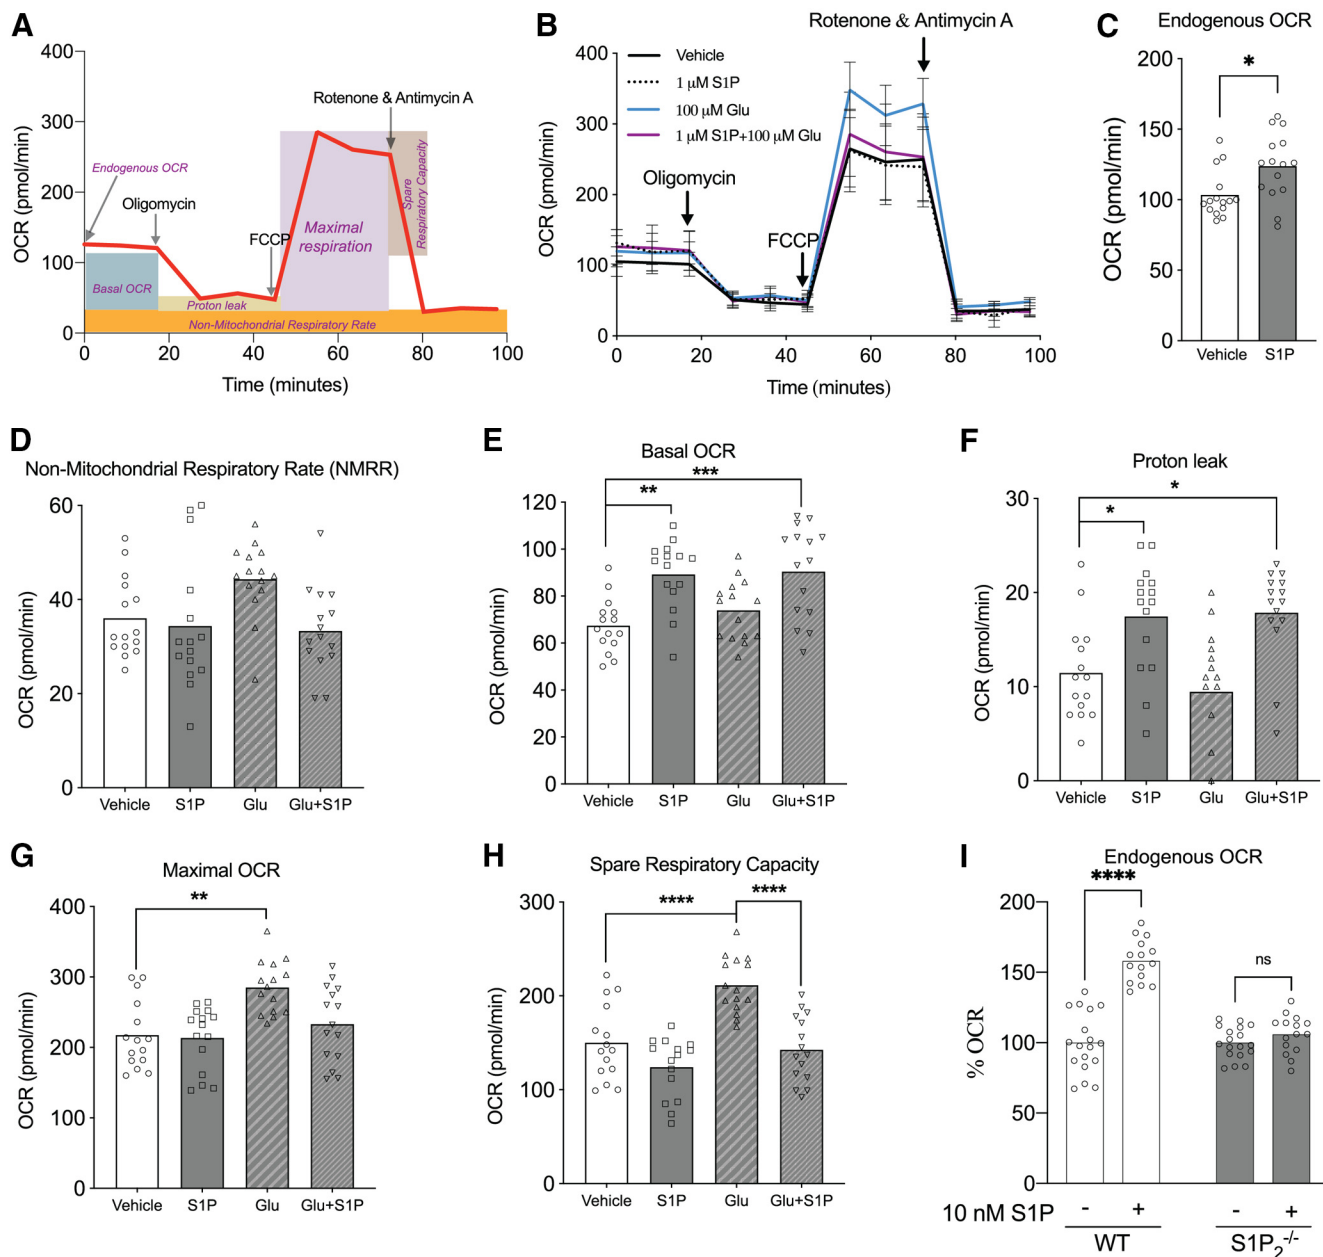 A
400
300
200
100
0
OCR (pmol/min)
Endogenous OCR
Oligomycin
FCCP
Rotenone & Antimycin A
Basal OCR
Proton leak
Maximal
respiration
Spare
Respiratory Capacity
Non-Mitochondrial Respiratory Rate
0 20 40 60 80 100
Time (minutes)
B
Rotenone & Antimycin A
Vehicle
1 μM S1P
100 μM Glu
1 μM S1P+100 μM Glu
Oligomycin
FCCP
400
300
200
100
0
OCR (pmol/min)
0 20 40 60 80 100
Time (minutes)
C
Endogenous OCR
*
200
150
100
50
0
OCR (pmol/min)
Vehicle S1P
D
Non-Mitochondrial Respiratory Rate (NMRR)
60
40
20
0
OCR (pmol/min)
Vehicle S1P Glu Glu+S1P
E
Basal OCR
***
**
120
100
80
60
40
20
0
OCR (pmol/min)
Vehicle S1P Glu Glu+S1P
F
Proton leak
*
*
30
20
10
0
OCR (pmol/min)
Vehicle S1P Glu Glu+S1P
G
Maximal OCR
**
400
300
200
100
0
OCR (pmol/min)
Vehicle S1P Glu Glu+S1P
H
Spare Respiratory Capacity
**** ****
300
200
100
0
OCR (pmol/min)
Vehicle S1P Glu Glu+S1P
I
Endogenous OCR
****
ns
200
150
100
50
0
% OCR
10 nM S1P - + - +
WT S1P₂⁻/⁻